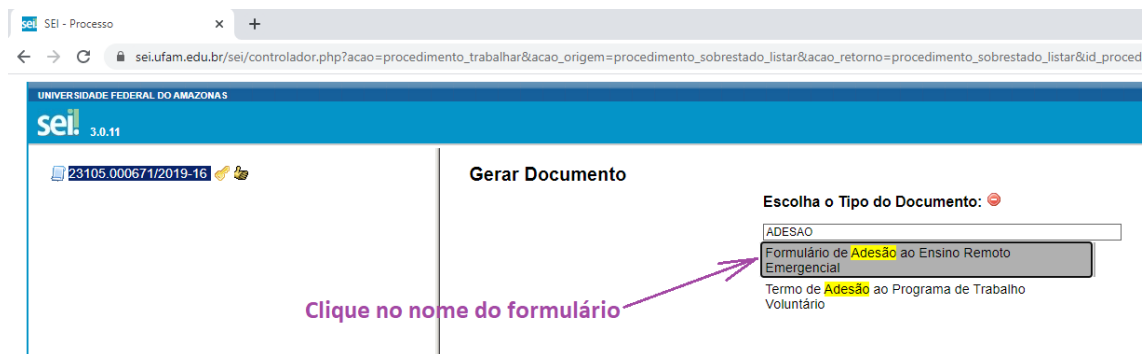 sei! SEI - Processo × +
sei.ufam.edu.br/sei/controlador.php?acao=procedimento_trabalhar&acao_origem=procedimento_sobrestado_listar&acao_retorno=procedimento_sobrestado_listar&id_proced
UNIVERSIDADE FEDERAL DO AMAZONAS
sei! 3.0.11
23105.000671/2019-16
Gerar Documento
Escolha o Tipo do Documento:
ADESAO
Formulário de Adesão ao Ensino Remoto
Emergencial
Termo de Adesão ao Programa de Trabalho
Voluntário
Clique no nome do formulário